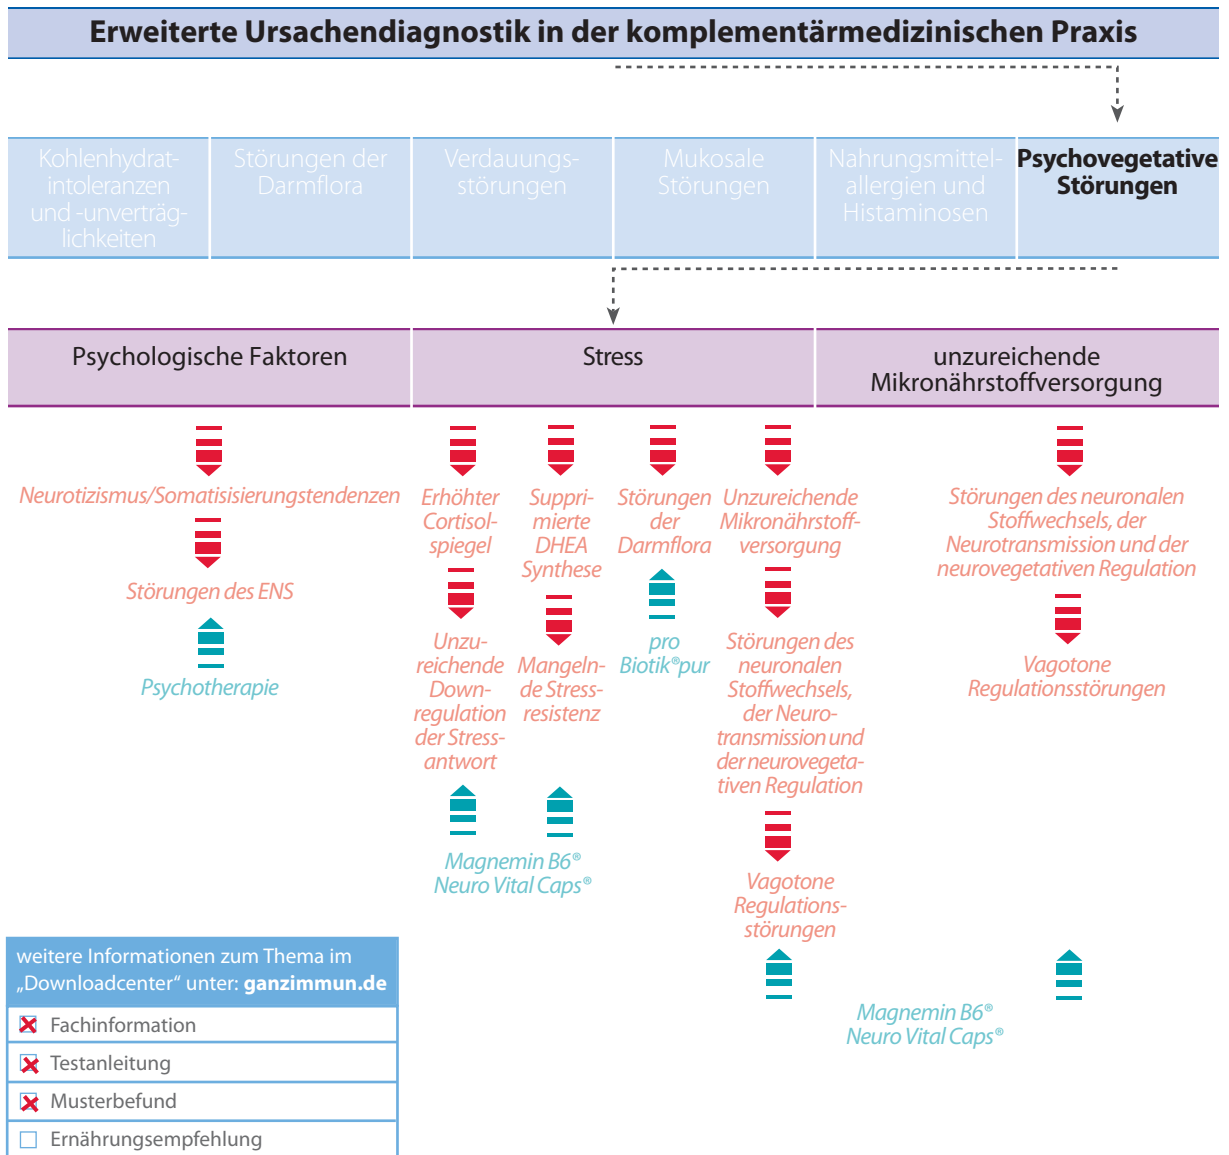 Erweiterte Ursachendiagnostik in der komplementärmedizinischen Praxis
Kohlenhydrat-
intoleranzen
und -unverträg-
lichkeiten
Störungen der
Darmflora
Verdauungs-
störungen
Mukosale
Störungen
Nahrungsmittel-
allergien und
Histaminosen
Psychovegetative
Störungen
Psychologische Faktoren
Stress
unzureichende
Mikronährstoffversorgung
Neurotizismus/Somatisisierungstendenzen
Störungen des ENS
Psychotherapie
Erhöhter
Cortisol-
spiegel
Unzu-
reichende
Down-
regulation
der Stress-
antwort
Suppri-
mierte
DHEA
Synthese
Mangeln-
de Stress-
resistenz
Magnemin B6®
Neuro Vital Caps®
Störungen
der
Darmflora
pro
Biotik®pur
Unzureichende
Mikronährstoff-
versorgung
Störungen des
neuronalen
Stoffwechsels,
der Neuro-
transmission und
der neurovegeta-
tiven Regulation
Vagotone
Regulations-
störungen
Störungen des neuronalen
Stoffwechsels, der
Neurotransmission und der
neurovegetativen Regulation
Vagotone
Regulationsstörungen
Magnemin B6®
Neuro Vital Caps®
weitere Informationen zum Thema im
„Downloadcenter“ unter: ganzimmun.de
Fachinformation
Testanleitung
Musterbefund
Ernährungsempfehlung